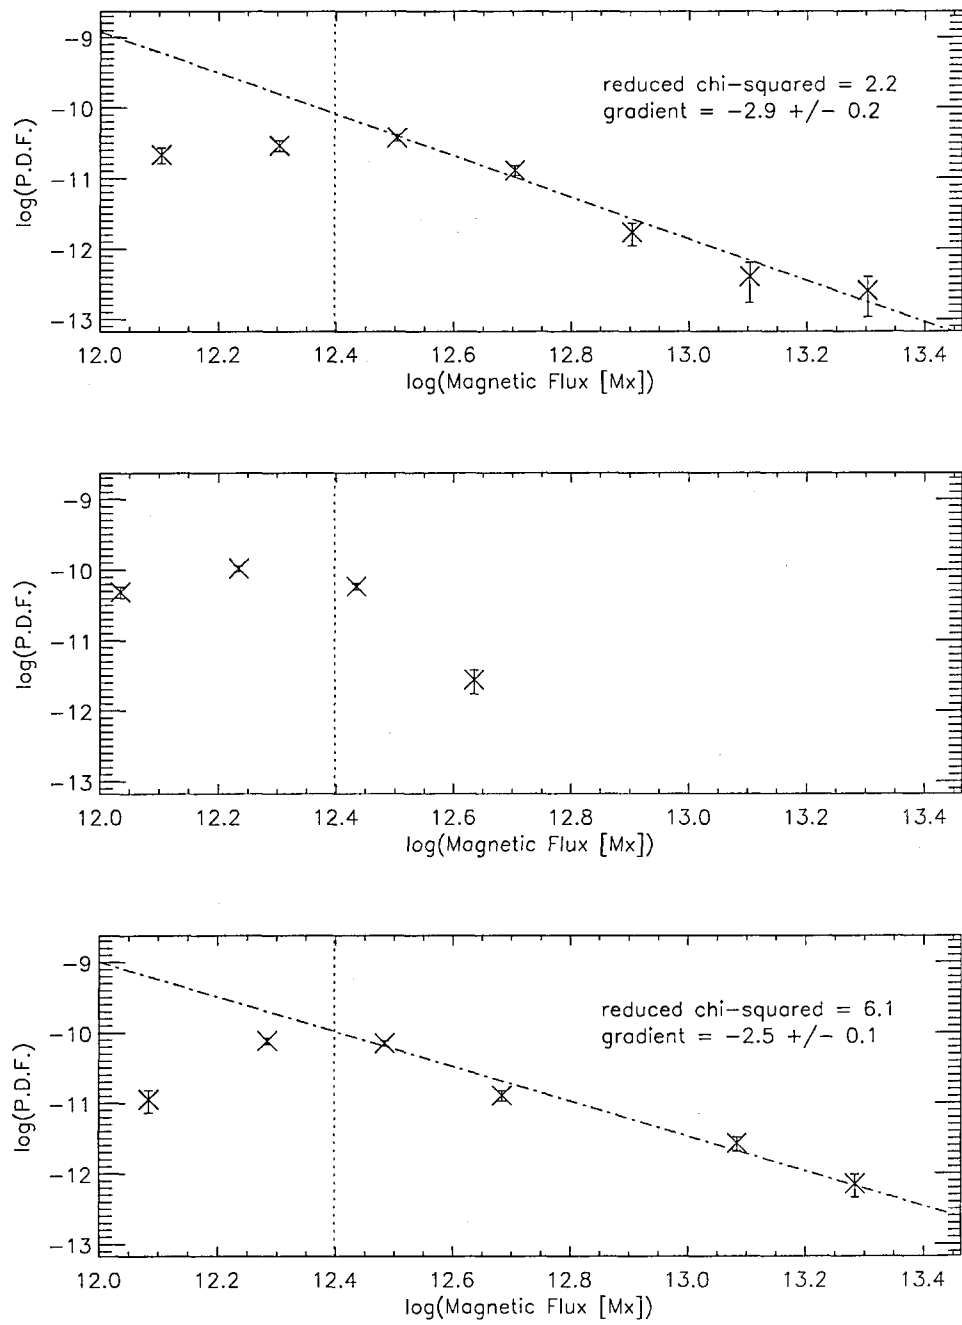 -9
reduced chi-squared = 2.2
-10
gradient = -2.9 +/- 0.2
-11
-12
-13
log(P.D.F.)
12.0 12.2 12.4 12.6 12.8 13.0 13.2 13.4
log(Magnetic Flux [Mx])
-9
-10
-11
-12
-13
log(P.D.F.)
12.0 12.2 12.4 12.6 12.8 13.0 13.2 13.4
log(Magnetic Flux [Mx])
-9
reduced chi-squared = 6.1
-10
gradient = -2.5 +/- 0.1
-11
-12
-13
log(P.D.F.)
12.0 12.2 12.4 12.6 12.8 13.0 13.2 13.4
log(Magnetic Flux [Mx])